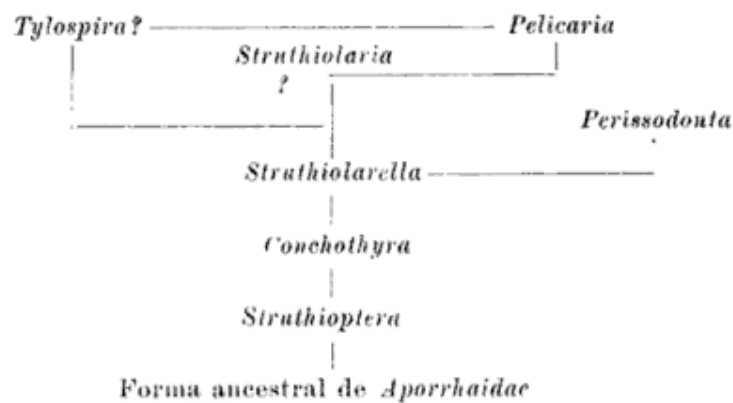 Tylospira? Pelicaria
Struthiolaria
?
Perissodonta
Struthiolarella
Conchothyra
Struthioptera
Forma ancestral de Aporrhaidae